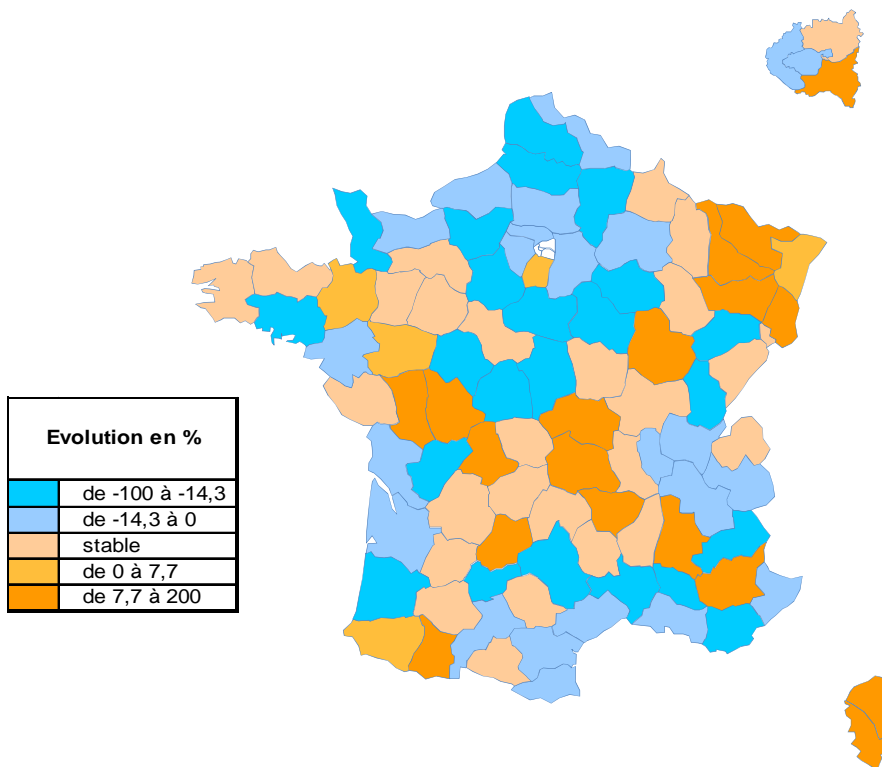 Evolution en %
de -100 à -14,3
de -14,3 à 0
stable
de 0 à 7,7
de 7,7 à 200